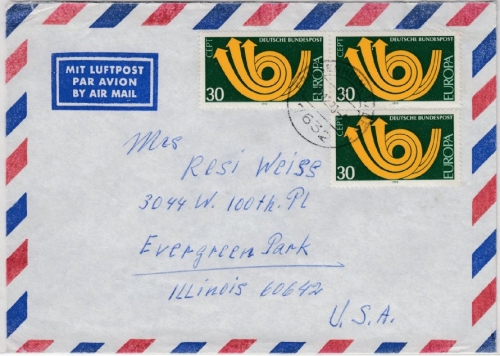 MIT LUFTPOST
PAR AVION
BY AIR MAIL
CEPT DEUTSCHE BUNDESPOST
30 EUROPA
CEPT DEUTSCHE BUNDESPOST
30 EUROPA
CEPT DEUTSCHE BUNDESPOST
30 EUROPA
632
Mrs
Resi Weiss
3044 W. 100th. Pl
Evergreen Park
Illinois 60642
U.S.A.